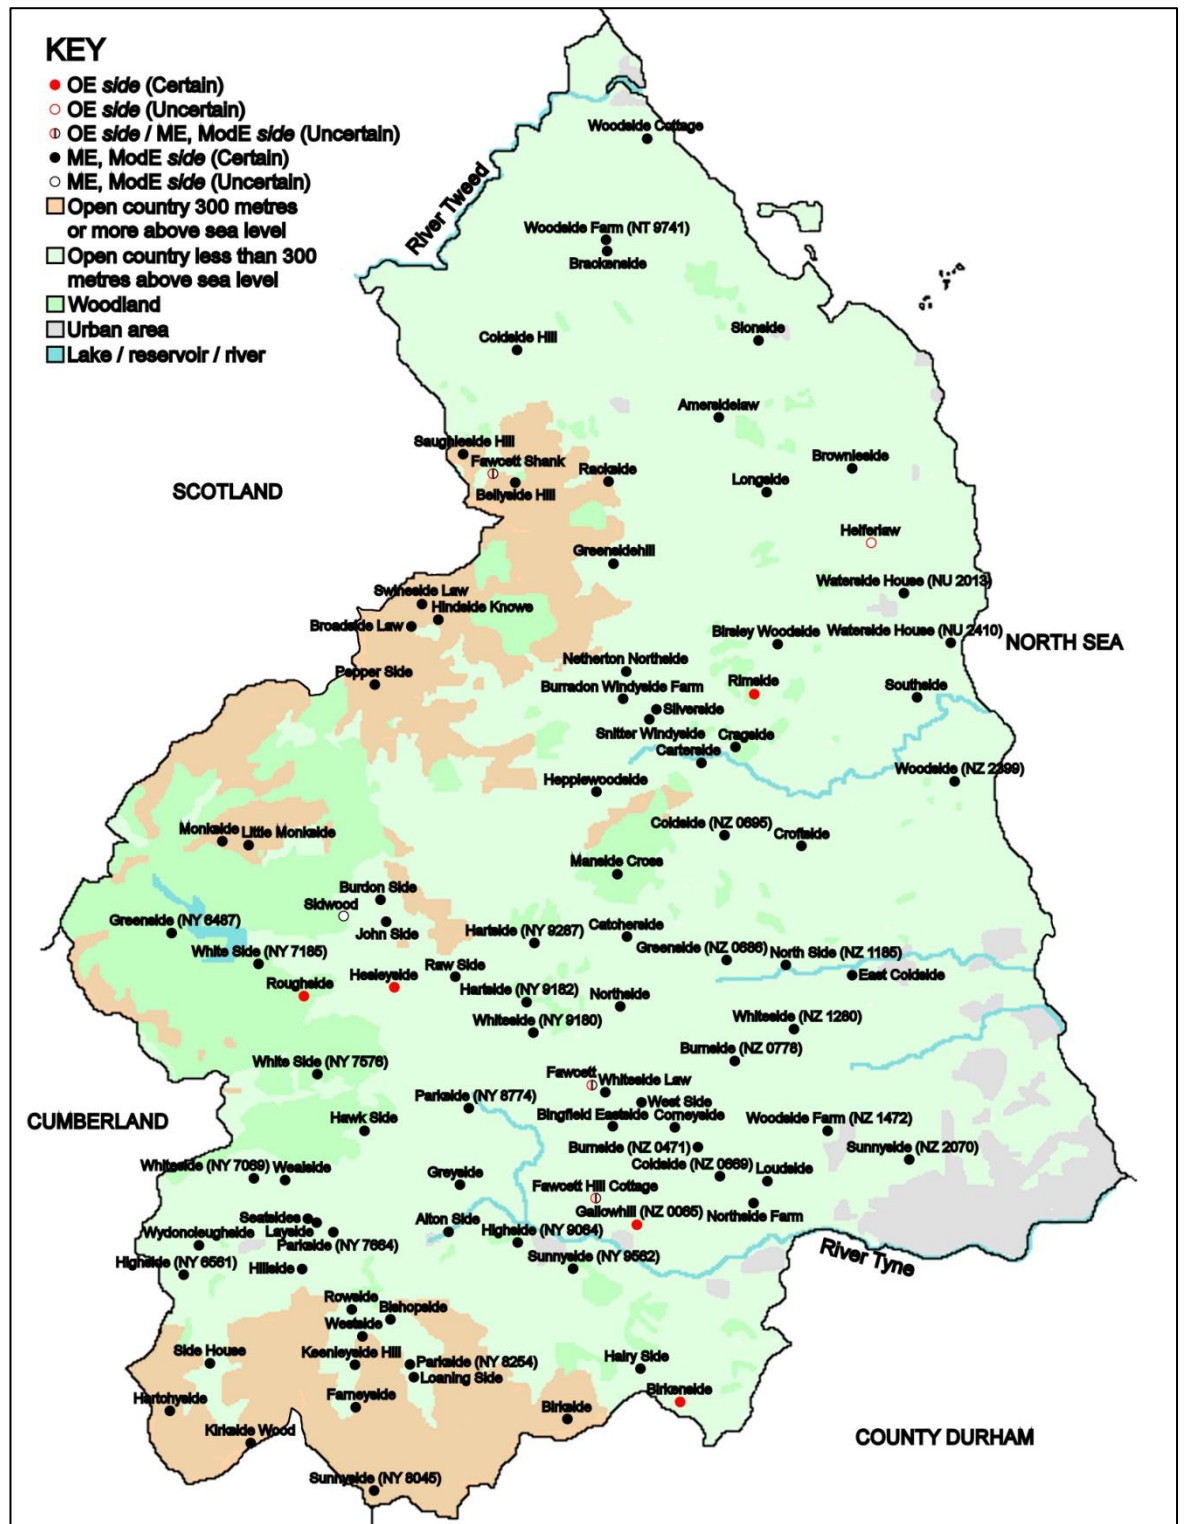 KEY
OE side (Certain)
OE side (Uncertain)
OE side / ME, ModE side (Uncertain)
ME, ModE side (Certain)
ME, ModE side (Uncertain)
Open country 300 metres
or more above sea level
Open country less than 300
metres above sea level
Woodland
Urban area
Lake / reservoir / river
Woodside Cottage
River Tweed
Woodside Farm (NT 9741)
Brackenside
Coldside Hill
Slonside
Amersidelaw
Saughieside Hill
Fawcett Shank
Bellyside Hill
Rackside
Brownieside
Longside
SCOTLAND
Heiferlaw
Greensidehill
Waterside House (NU 2013)
Swineside Law
Hindside Knowe
Broadside Law
Birsley Woodside
Waterside House (NU 2410)
NORTH SEA
Pepper Side
Netherton Northside
Rimside
Burradon Windyside Farm
Southside
Silverside
Snitter Windyside
Cragside
Carterside
Woodside (NZ 2399)
Hepplewoodside
Monkside
Little Monkside
Coldside (NZ 0695)
Croftside
Manside Cross
Burdon Side
Sidwood
Greenside (NY 6487)
John Side
Hartside (NY 9287)
Catcherside
Greenside (NZ 0686)
North Side (NZ 1185)
White Side (NY 7185)
East Coldside
Roughside
Hesleyside
Raw Side
Hartside (NY 9182)
Northside
Whiteside (NY 9180)
Whiteside (NZ 1280)
Burnside (NZ 0778)
White Side (NY 7576)
Fawcett
Whiteside Law
West Side
Parkside (NY 8774)
CUMBERLAND
Hawk Side
Bingfield Eastside
Corneyside
Woodside Farm (NZ 1472)
Burnside (NZ 0471)
Sunnyside (NZ 2070)
Whiteside (NY 7069)
Wealside
Greyside
Coldside (NZ 0669)
Loudside
Fawcett Hill Cottage
Gallowhill (NZ 0065)
Northside Farm
Seatsides
Layside
Alton Side
Highside (NY 9064)
Wydoncleughside
Parkside (NY 7664)
Sunnyside (NY 9562)
River Tyne
Highside (NY 6561)
Hillside
Rowside
Bishopside
Westside
Side House
Keenleyside Hill
Parkside (NY 8254)
Loaning Side
Hairy Side
Birkenside
Hartchyside
Farneyside
Birkside
Kirkside Wood
COUNTY DURHAM
Sunnyside (NY 8045)